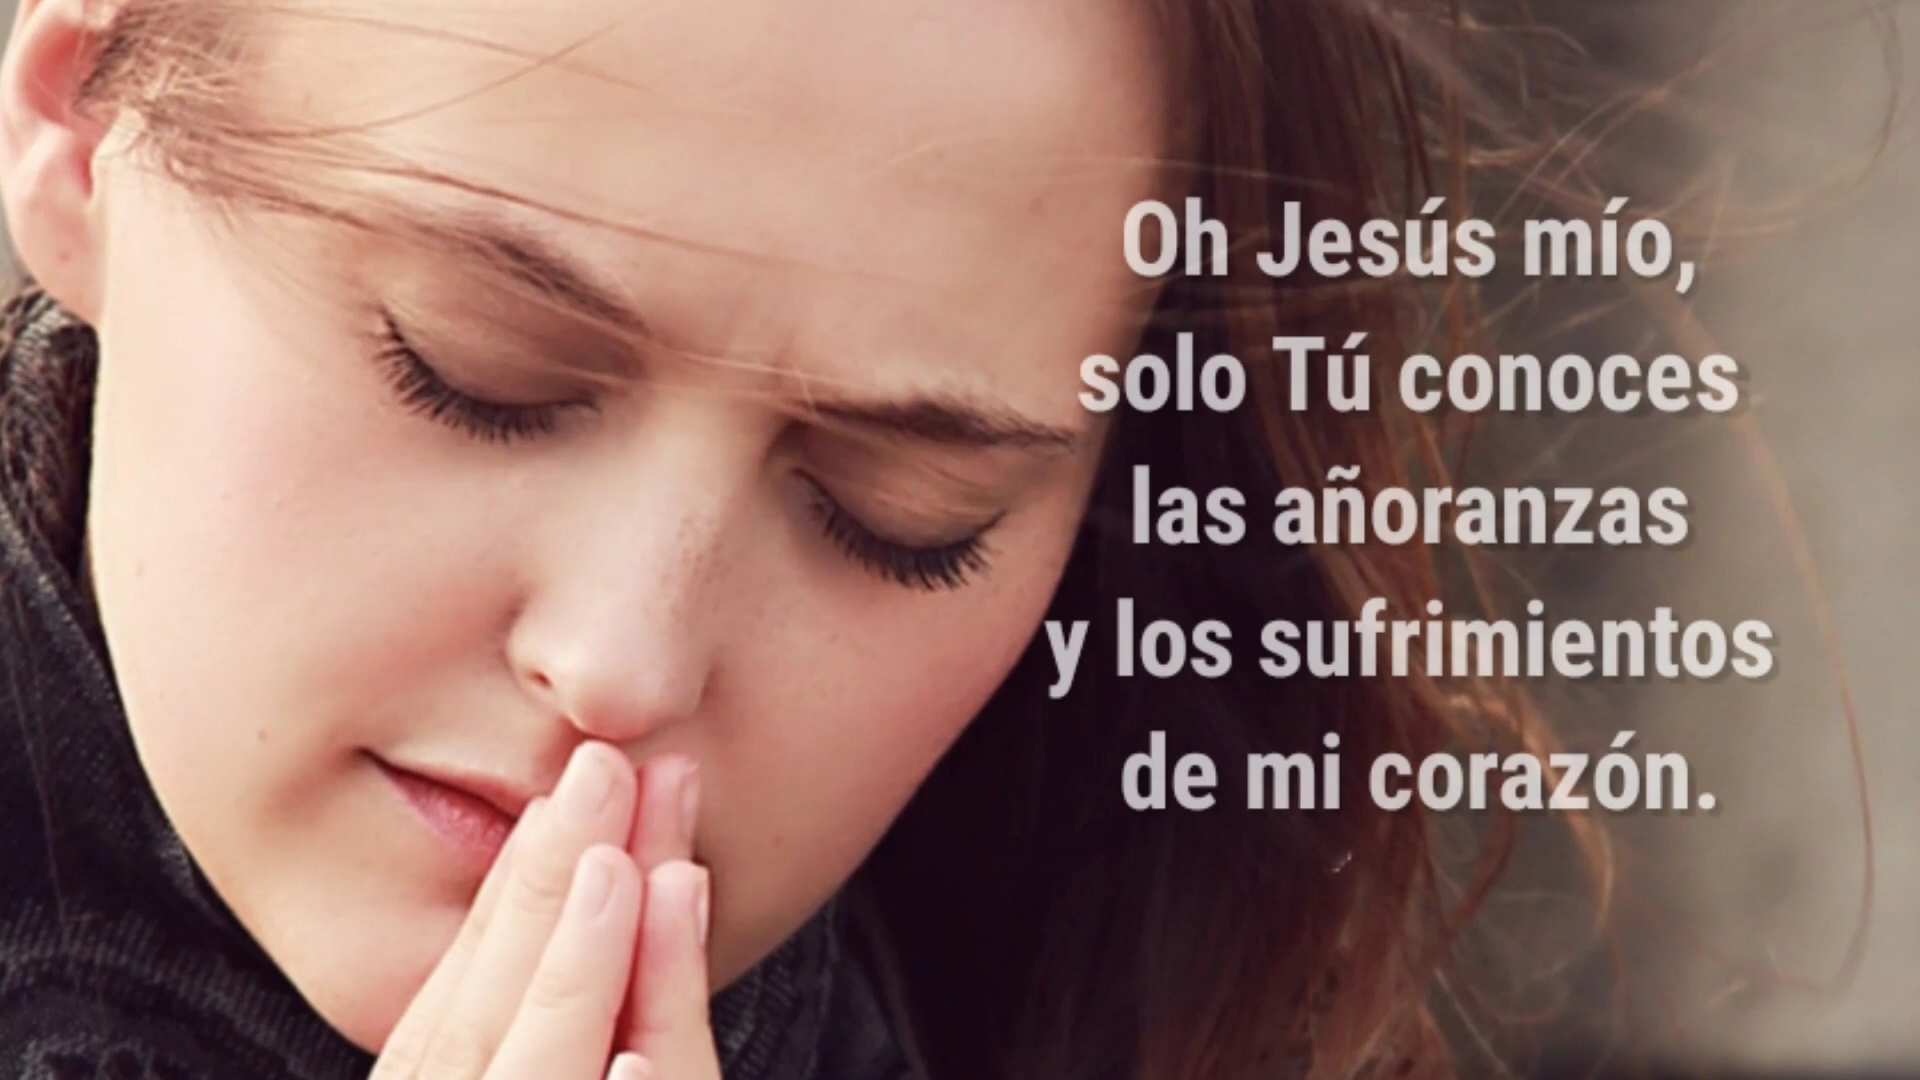 Oh Jesús mío,
solo Tú conoces
las añoranzas
y los sufrimientos
de mi corazón.